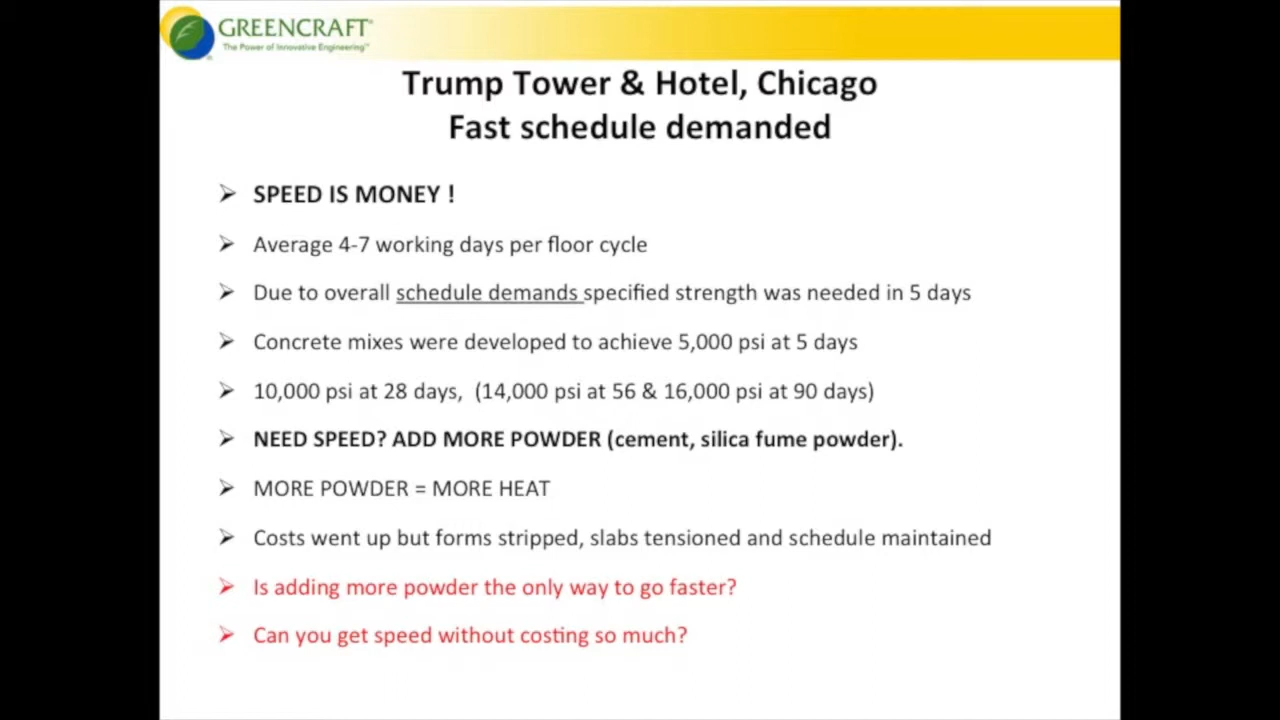 GREENCRAFT®
The Power of Innovative Engineering™
Trump Tower & Hotel, Chicago
Fast schedule demanded
SPEED IS MONEY !
Average 4-7 working days per floor cycle
Due to overall schedule demands specified strength was needed in 5 days
Concrete mixes were developed to achieve 5,000 psi at 5 days
10,000 psi at 28 days, (14,000 psi at 56 & 16,000 psi at 90 days)
NEED SPEED? ADD MORE POWDER (cement, silica fume powder).
MORE POWDER = MORE HEAT
Costs went up but forms stripped, slabs tensioned and schedule maintained
Is adding more powder the only way to go faster?
Can you get speed without costing so much?